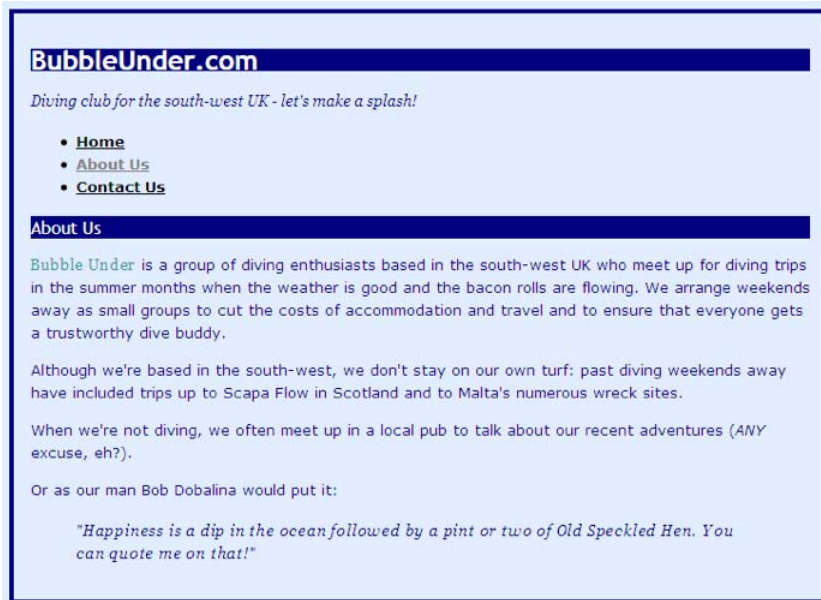 BubbleUnder.com
Diving club for the south-west UK - let's make a splash!
• Home
• About Us
• Contact Us
About Us
Bubble Under is a group of diving enthusiasts based in the south-west UK who meet up for diving trips
in the summer months when the weather is good and the bacon rolls are flowing. We arrange weekends
away as small groups to cut the costs of accommodation and travel and to ensure that everyone gets
a trustworthy dive buddy.
Although we're based in the south-west, we don't stay on our own turf: past diving weekends away
have included trips up to Scapa Flow in Scotland and to Malta's numerous wreck sites.
When we're not diving, we often meet up in a local pub to talk about our recent adventures (ANY
excuse, eh?).
Or as our man Bob Dobalina would put it:
"Happiness is a dip in the ocean followed by a pint or two of Old Speckled Hen. You
can quote me on that!"